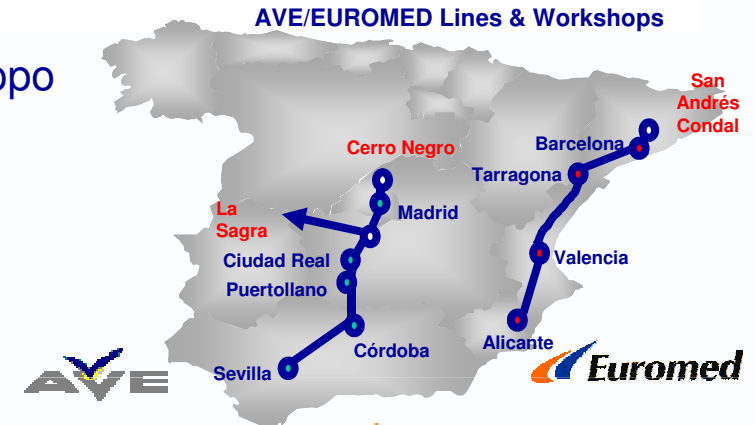 AVE/EUROMED Lines & Workshops
San
Andrés
Condal
Cerro Negro
Barcelona
Tarragona
La
Sagra
Madrid
Ciudad Real
Valencia
Puertollano
Córdoba
Alicante
Sevilla
AVE
Euromed